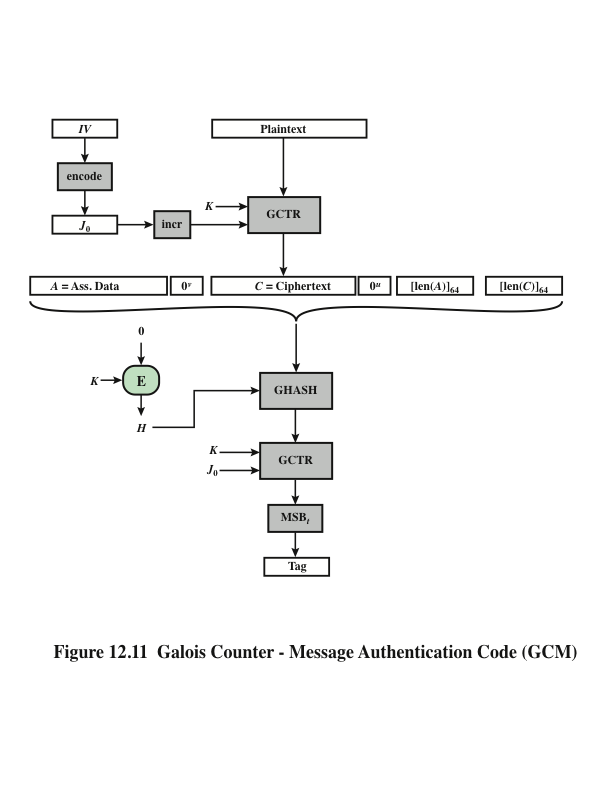 IV
Plaintext
encode
K
GCTR
J0
incr
A = Ass. Data
0v
C = Ciphertext
0u
[len(A)]64
[len(C)]64
0
K
E
GHASH
H
K
GCTR
J0
MSBt
Tag
Figure 12.11 Galois Counter - Message Authentication Code (GCM)